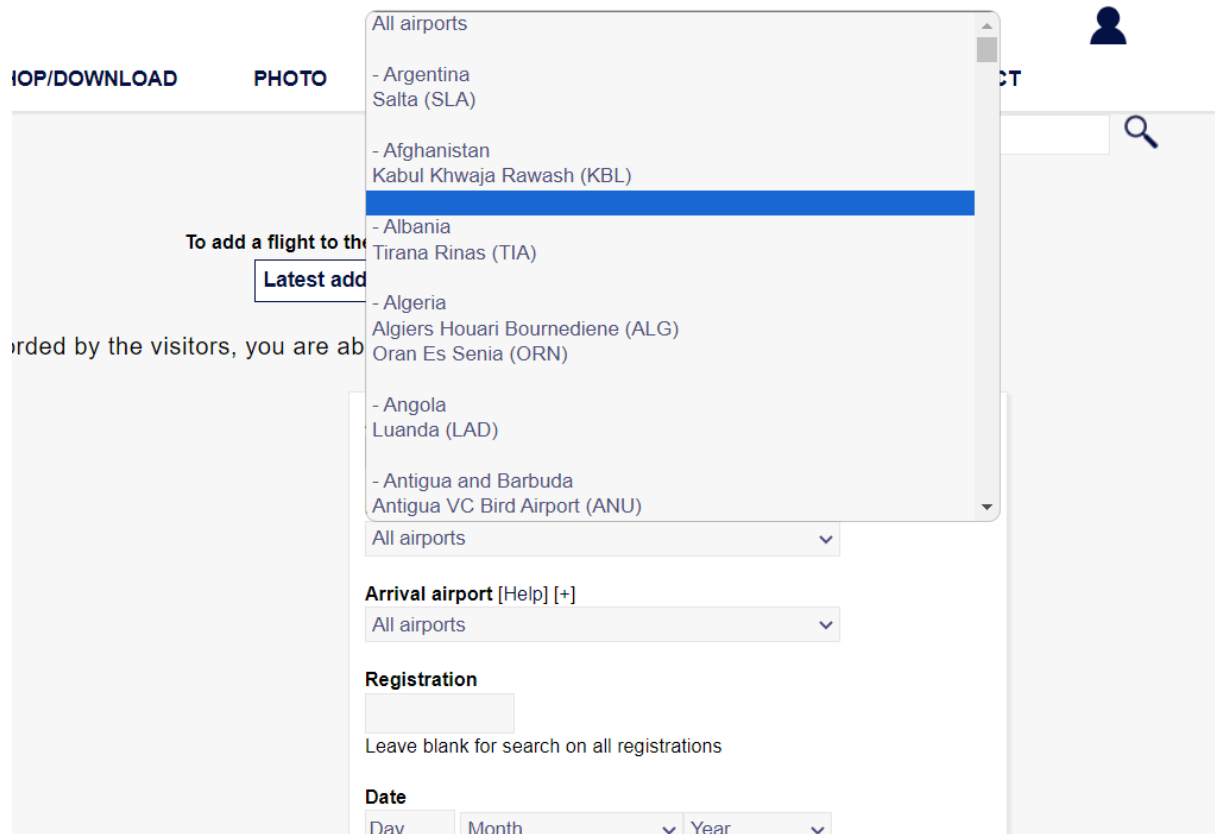 All airports
HOP/DOWNLOAD PHOTO CT
- Argentina
Salta (SLA)
- Afghanistan
Kabul Khwaja Rawash (KBL)
- Albania
To add a flight to the
Tirana Rinas (TIA)
Latest add
- Algeria
Algiers Houari Bournediene (ALG)
orded by the visitors, you are ab
Oran Es Senia (ORN)
- Angola
Luanda (LAD)
- Antigua and Barbuda
Antigua VC Bird Airport (ANU)
All airports
Arrival airport [Help] [+]
All airports
Registration
Leave blank for search on all registrations
Date
Day Month Year